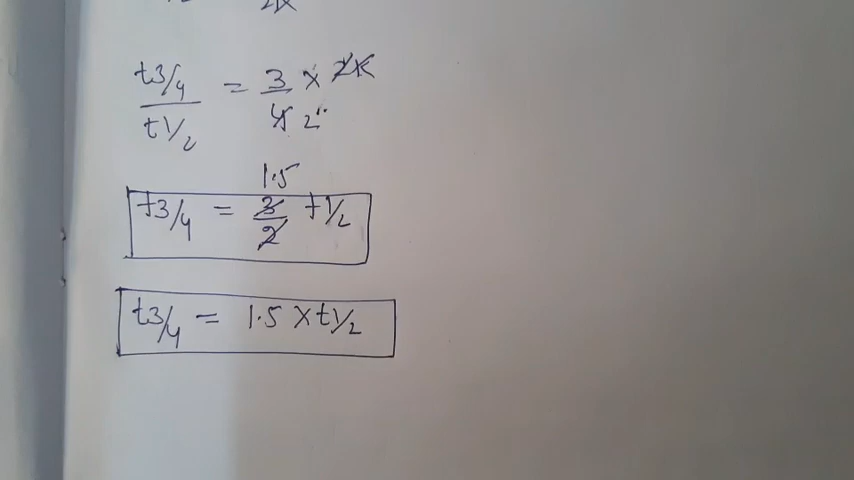 2K
t3/4 / t1/2 = 3/4 2 x 2K
1.5
t3/4 = 3/2 t1/2
t3/4 = 1.5 X t1/2